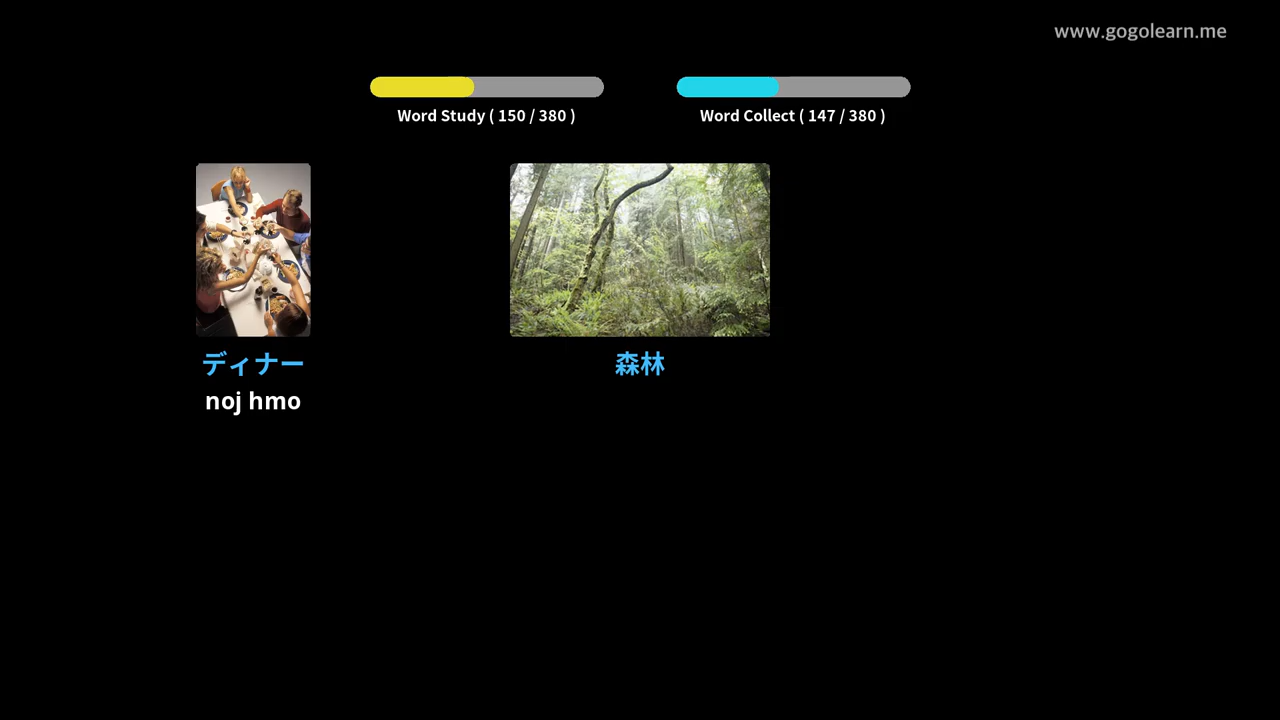 www.gogolearn.me
Word Study ( 150 / 380 )
Word Collect ( 147 / 380 )
ディナー
noj hmo
森林